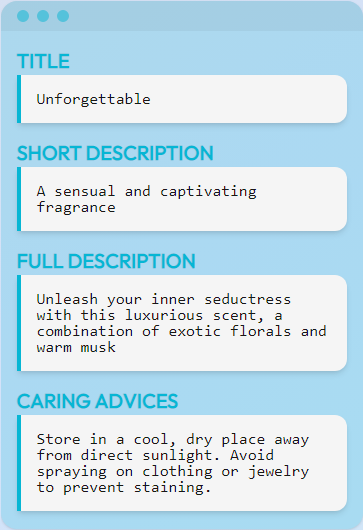 TITLE
Unforgettable
SHORT DESCRIPTION
A sensual and captivating
fragrance
FULL DESCRIPTION
Unleash your inner seductress
with this luxurious scent, a
combination of exotic florals and
warm musk
CARING ADVICES
Store in a cool, dry place away
from direct sunlight. Avoid
spraying on clothing or jewelry
to prevent staining.